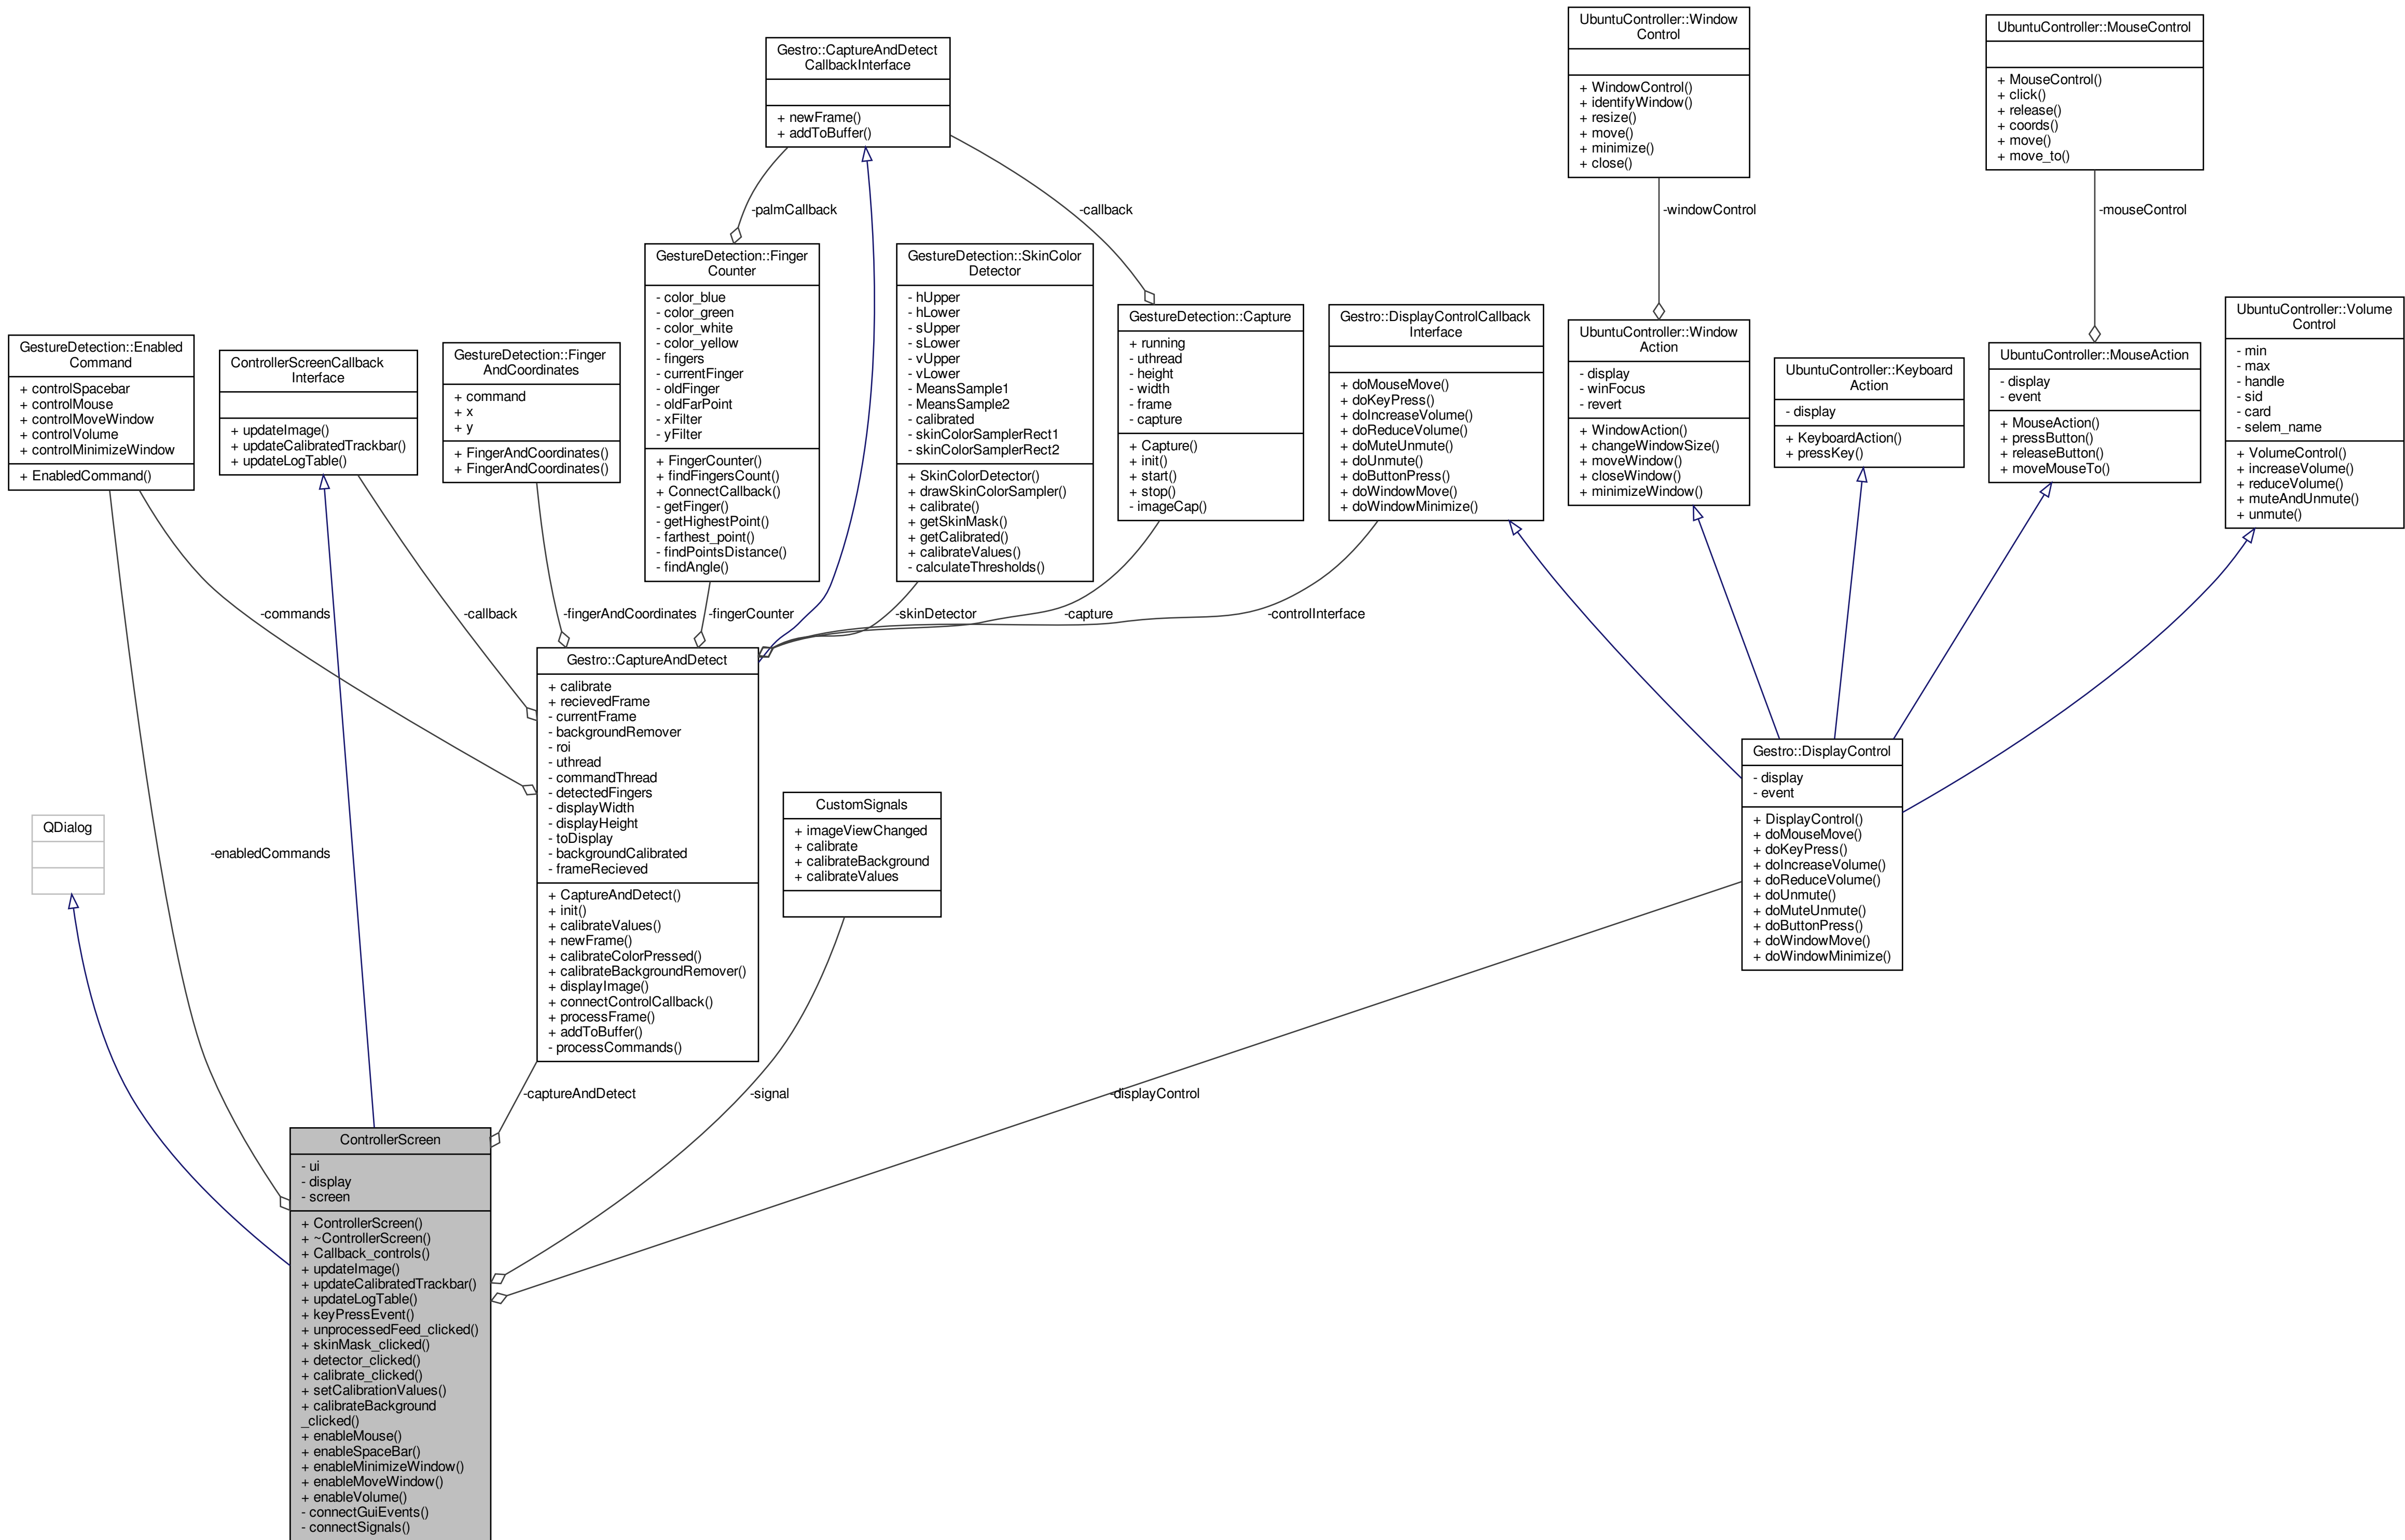 UbuntuController::Window
Control
+ WindowControl()
+ identifyWindow()
+ resize()
+ move()
+ minimize()
+ close()
UbuntuController::MouseControl
+ MouseControl()
+ click()
+ release()
+ coords()
+ move()
+ move_to()
Gestro::CaptureAndDetect
CallbackInterface
+ newFrame()
+ addToBuffer()
-palmCallback
-callback
-windowControl
-mouseControl
GestureDetection::Enabled
Command
+ controlSpacebar
+ controlMouse
+ controlMoveWindow
+ controlVolume
+ controlMinimizeWindow
+ EnabledCommand()
ControllerScreenCallback
Interface
+ updateImage()
+ updateCalibratedTrackbar()
+ updateLogTable()
GestureDetection::Finger
AndCoordinates
+ command
+ x
+ y
+ FingerAndCoordinates()
+ FingerAndCoordinates()
GestureDetection::Finger
Counter
- color_blue
- color_green
- color_white
- color_yellow
- fingers
- currentFinger
- oldFinger
- oldFarPoint
- xFilter
- yFilter
+ FingerCounter()
+ findFingersCount()
+ ConnectCallback()
- getFinger()
- getHighestPoint()
- farthest_point()
- findPointsDistance()
- findAngle()
GestureDetection::SkinColor
Detector
- hUpper
- hLower
- sUpper
- sLower
- vUpper
- vLower
- MeansSample1
- MeansSample2
- calibrated
- skinColorSamplerRect1
- skinColorSamplerRect2
+ SkinColorDetector()
+ drawSkinColorSampler()
+ calibrate()
+ getSkinMask()
+ getCalibrated()
+ calibrateValues()
- calculateThresholds()
GestureDetection::Capture
+ running
- uthread
- height
- width
- frame
- capture
+ Capture()
+ init()
+ start()
+ stop()
- imageCap()
Gestro::DisplayControlCallback
Interface
+ doMouseMove()
+ doKeyPress()
+ doIncreaseVolume()
+ doReduceVolume()
+ doMuteUnmute()
+ doUnmute()
+ doButtonPress()
+ doWindowMove()
+ doWindowMinimize()
UbuntuController::Window
Action
- display
- winFocus
- revert
+ WindowAction()
+ changeWindowSize()
+ moveWindow()
+ closeWindow()
+ minimizeWindow()
UbuntuController::Keyboard
Action
- display
+ KeyboardAction()
+ pressKey()
UbuntuController::MouseAction
- display
- event
+ MouseAction()
+ pressButton()
+ releaseButton()
+ moveMouseTo()
UbuntuController::Volume
Control
- min
- max
- handle
- sid
- card
- selem_name
+ VolumeControl()
+ increaseVolume()
+ reduceVolume()
+ muteAndUnmute()
+ unmute()
-commands
-callback
-fingerAndCoordinates
-fingerCounter
-skinDetector
-capture
-controlInterface
Gestro::CaptureAndDetect
+ calibrate
+ recievedFrame
- currentFrame
- backgroundRemover
- roi
- uthread
- commandThread
- detectedFingers
- displayWidth
- displayHeight
- toDisplay
- backgroundCalibrated
- frameRecieved
+ CaptureAndDetect()
+ init()
+ calibrateValues()
+ newFrame()
+ calibrateColorPressed()
+ calibrateBackgroundRemover()
+ displayImage()
+ connectControlCallback()
+ processFrame()
+ addToBuffer()
- processCommands()
Gestro::DisplayControl
- display
- event
+ DisplayControl()
+ doMouseMove()
+ doKeyPress()
+ doIncreaseVolume()
+ doReduceVolume()
+ doUnmute()
+ doMuteUnmute()
+ doButtonPress()
+ doWindowMove()
+ doWindowMinimize()
QDialog
-enabledCommands
CustomSignals
+ imageViewChanged
+ calibrate
+ calibrateBackground
+ calibrateValues
-captureAndDetect
-signal
-displayControl
ControllerScreen
- ui
- display
- screen
+ ControllerScreen()
+ ~ControllerScreen()
+ Callback_controls()
+ updateImage()
+ updateCalibratedTrackbar()
+ updateLogTable()
+ keyPressEvent()
+ unprocessedFeed_clicked()
+ skinMask_clicked()
+ detector_clicked()
+ calibrate_clicked()
+ setCalibrationValues()
+ calibrateBackground
_clicked()
+ enableMouse()
+ enableSpaceBar()
+ enableMinimizeWindow()
+ enableMoveWindow()
+ enableVolume()
- connectGuiEvents()
- connectSignals()